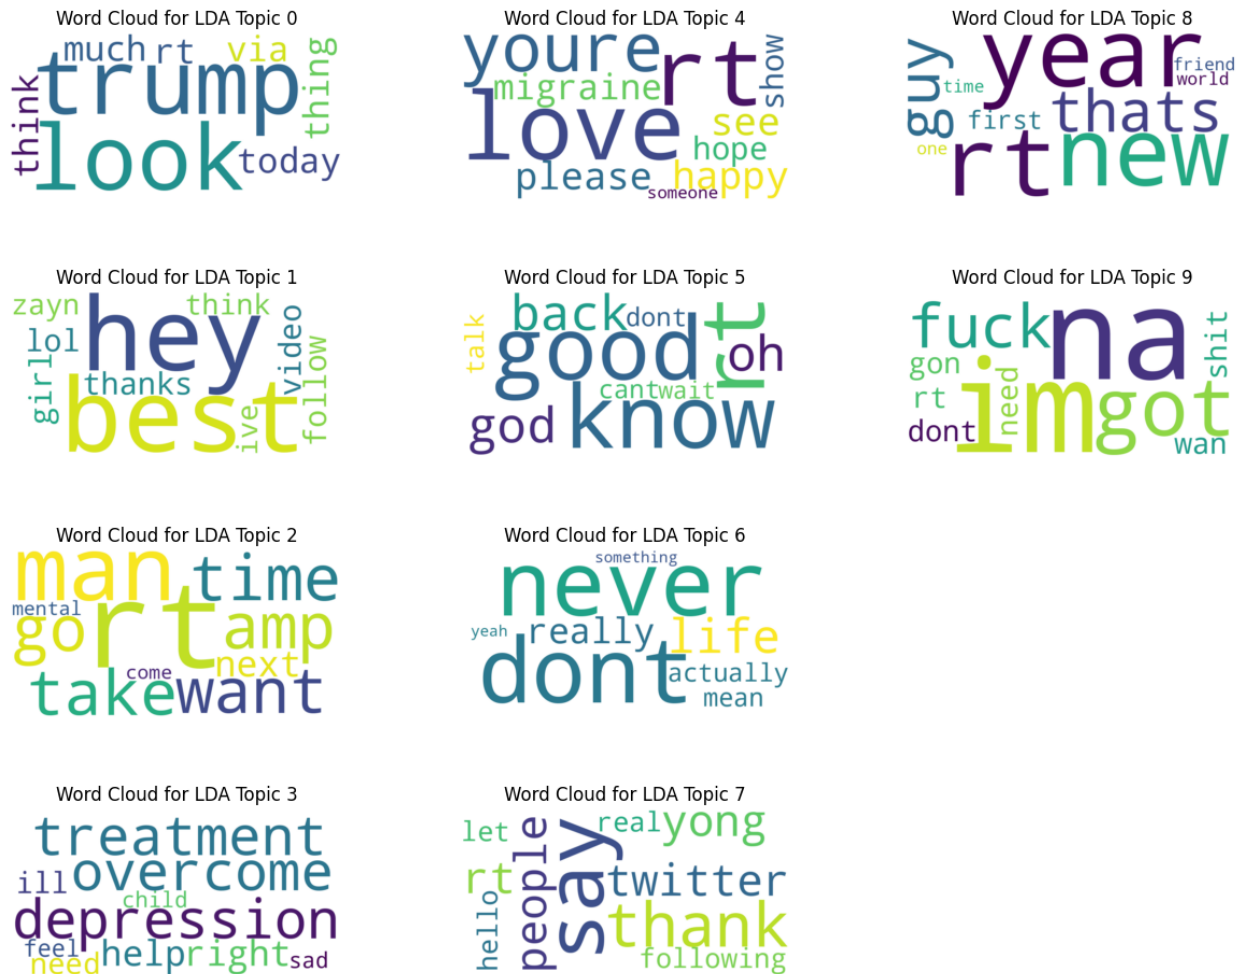 Word Cloud for LDA Topic 0
much rt via
trump
think
thing
look
today
Word Cloud for LDA Topic 4
youre
rt
show
migraine
love
see
hope
please
happy
someone
Word Cloud for LDA Topic 8
year
guy
friend
world
time
first
thats
one
rt
new
Word Cloud for LDA Topic 1
zayn
hey
think
lol
video
girl
thanks
follow
best
ive
Word Cloud for LDA Topic 5
back
dont
rt
talk
good
oh
cant
wait
god
know
Word Cloud for LDA Topic 9
fuck
na
shit
gon
im
need
got
rt
dont
wan
Word Cloud for LDA Topic 2
man
time
mental
rt
go
amp
next
come
take
want
Word Cloud for LDA Topic 6
something
never
yeah
really
life
dont
actually
mean
Word Cloud for LDA Topic 3
treatment
overcome
ill
child
depression
feel
need
help
right
sad
Word Cloud for LDA Topic 7
let
people
say
real
yong
rt
twitter
hello
thank
following